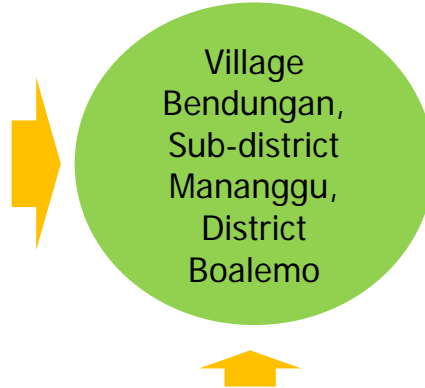 Village
Bendungan,
Sub-district
Mananggu,
District
Boalemo